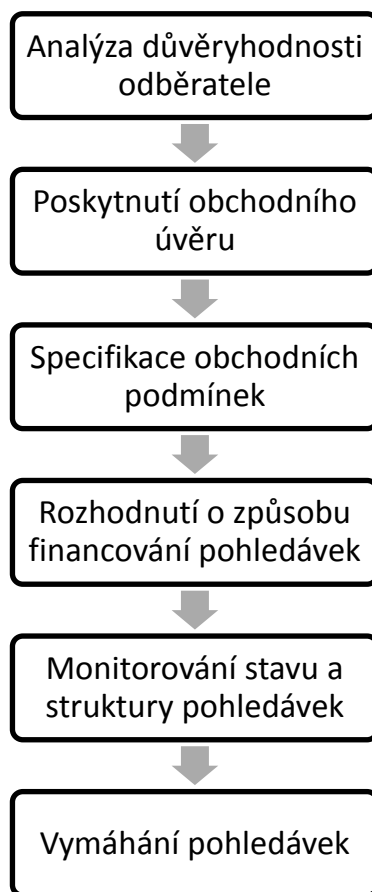 Analýza důvěryhodnosti
odběratele
Poskytnutí obchodního
úvěru
Specifikace obchodních
podmínek
Rozhodnutí o způsobu
financování pohledávek
Monitorování stavu a
struktury pohledávek
Vymáhání pohledávek